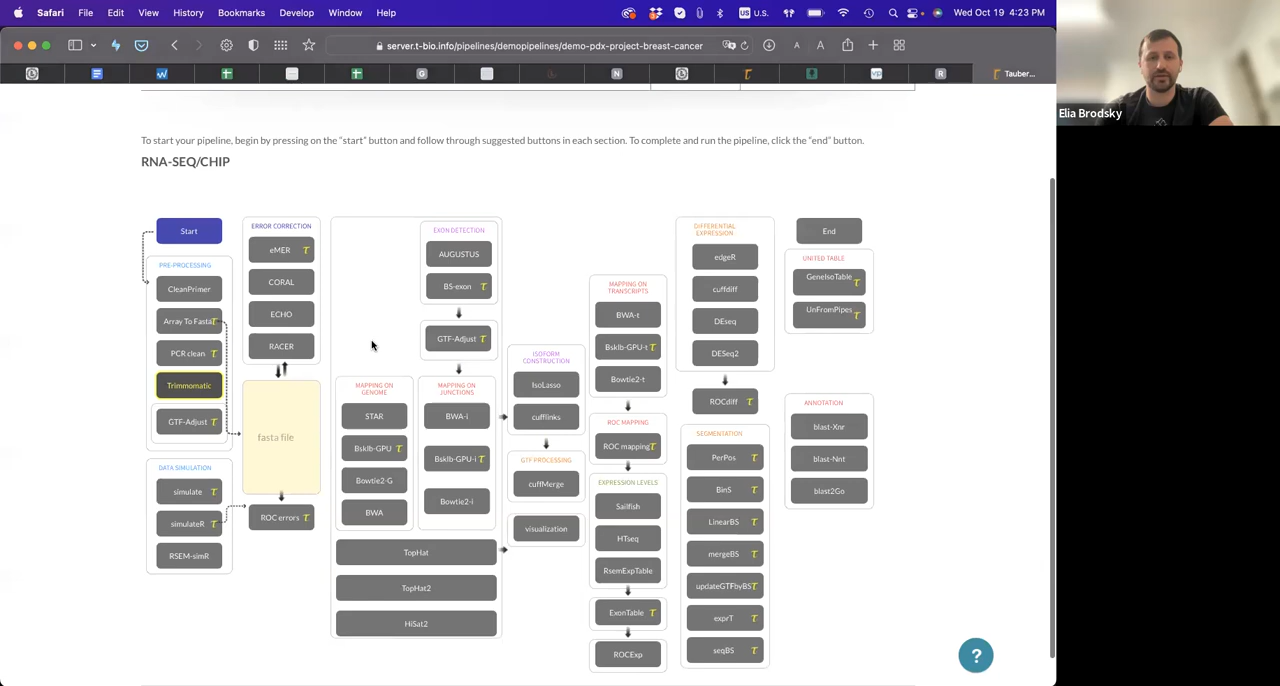 Safari File Edit View History Bookmarks Develop Window Help
U.S.
Wed Oct 19 4:23 PM
server.t-bio.info/pipelines/demopipelines/demo-pdx-project-breast-cancer
A A
Tauber...
Elia Brodsky
To start your pipeline, begin by pressing on the "start" button and follow through suggested buttons in each section. To complete and run the pipeline, click the "end" button.
RNA-SEQ/CHIP
Start
PRE-PROCESSING
CleanPrimer
Array To Fasta
PCR clean
Trimmomatic
GTF-Adjust
DATA SIMULATION
simulate
simulateR
RSEM-simR
ERROR CORRECTION
eMER
CORAL
ECHO
RACER
fasta file
ROC errors
EXON DETECTION
AUGUSTUS
BS-exon
GTF-Adjust
MAPPING ON
GENOME
STAR
Bsklb-GPU
Bowtie2-G
BWA
MAPPING ON
JUNCTIONS
BWA-i
Bsklb-GPU-i
Bowtie2-i
TopHat
TopHat2
HiSat2
ISOFORM
CONSTRUCTION
IsoLasso
cufflinks
GTF PROCESSING
cuffMerge
visualization
MAPPING ON
TRANSCRIPTS
BWA-t
Bsklb-GPU-t
Bowtie2-t
ROC MAPPING
ROC mapping
EXPRESSION LEVELS
Sailfish
HTseq
RsemExpTable
ExonTable
ROCExp
DIFFERENTIAL
EXPRESSION
edgeR
cuffdiff
DEseq
DESeq2
ROCdiff
SEGMENTATION
PerPos
BinS
LinearBS
mergeBS
updateGTFbyBS
exprT
seqBS
End
UNITED TABLE
GeneIsoTable
UnFromPipes
ANNOTATION
blast-Xnr
blast-Nnt
blast2Go
?